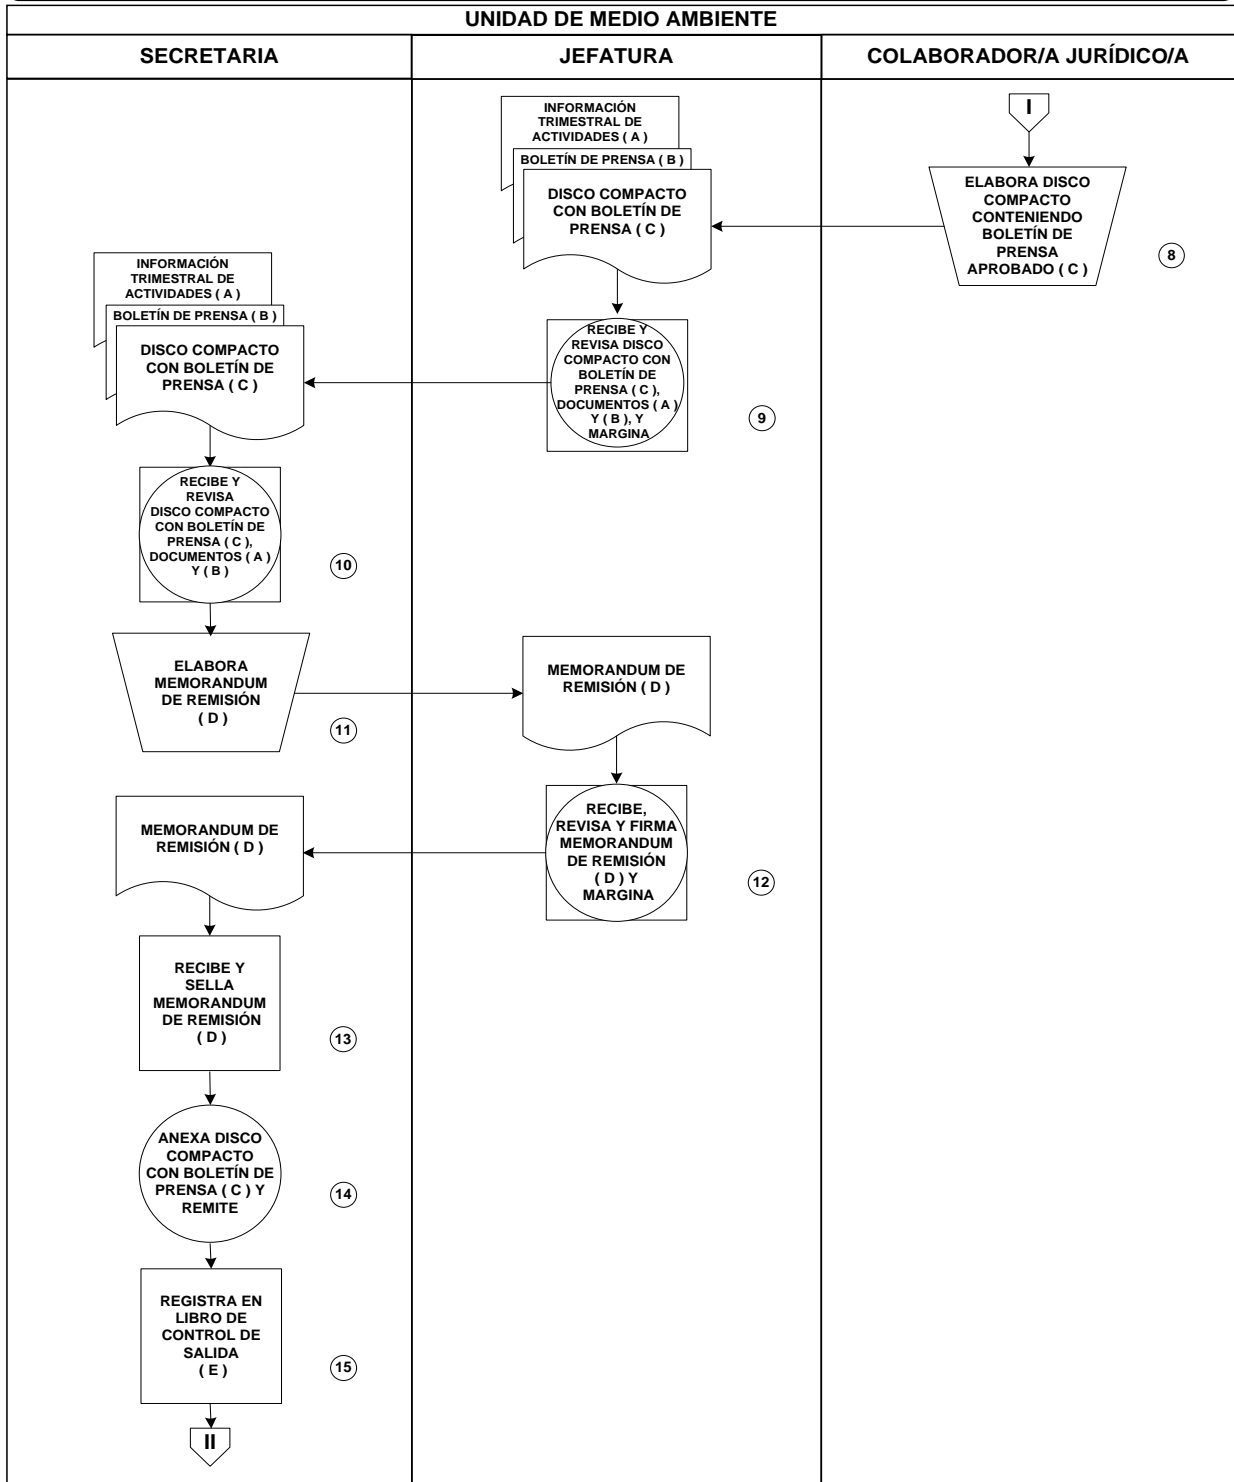 UNIDAD DE MEDIO AMBIENTE
SECRETARIA
JEFATURA
COLABORADOR/A JURÍDICO/A
I
ELABORA DISCO
COMPACTO
CONTENIENDO
BOLETÍN DE
PRENSA
APROBADO ( C )
8
INFORMACIÓN
TRIMESTRAL DE
ACTIVIDADES ( A )
BOLETÍN DE PRENSA ( B )
DISCO COMPACTO
CON BOLETÍN DE
PRENSA ( C )
RECIBE Y
REVISA DISCO
COMPACTO CON
BOLETÍN DE
PRENSA ( C ),
DOCUMENTOS ( A )
Y ( B ), Y
MARGINA
9
INFORMACIÓN
TRIMESTRAL DE
ACTIVIDADES ( A )
BOLETÍN DE PRENSA ( B )
DISCO COMPACTO
CON BOLETÍN DE
PRENSA ( C )
RECIBE Y
REVISA
DISCO COMPACTO
CON BOLETÍN DE
PRENSA ( C ),
DOCUMENTOS ( A )
Y ( B )
10
ELABORA
MEMORANDUM
DE REMISIÓN
( D )
11
MEMORANDUM DE
REMISIÓN ( D )
RECIBE,
REVISA Y FIRMA
MEMORANDUM
DE REMISIÓN
( D ) Y
MARGINA
12
MEMORANDUM DE
REMISIÓN ( D )
RECIBE Y
SELLA
MEMORANDUM
DE REMISIÓN
( D )
13
ANEXA DISCO
COMPACTO
CON BOLETÍN DE
PRENSA ( C ) Y
REMITE
14
REGISTRA EN
LIBRO DE
CONTROL DE
SALIDA
( E )
15
II